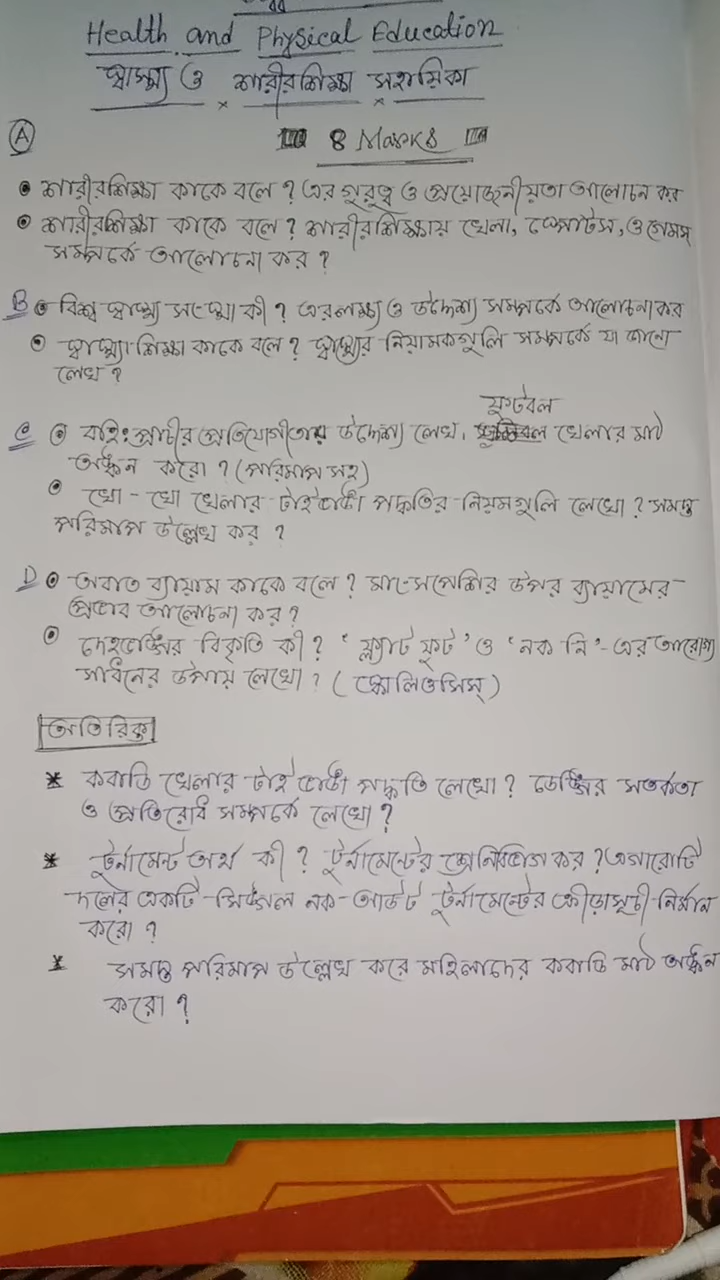 Health and Physical Education
স্বাস্থ্য ও শারীরশিক্ষা সহায়িকা
A
8 Marks
• শারীরশিক্ষা কাকে বলে ? এর গুরুত্ব ও প্রয়োজনীয়তা আলোচনা কর
• শারীরশিক্ষা কাকে বলে ? শারীরশিক্ষায় খেলা, স্পোর্টস, ও গেমস্
সম্পর্কে আলোচনা কর ?
B • বিশ্ব স্বাস্থ্য সংস্থা কী ? এর লক্ষ্য ও উদ্দেশ্য সম্পর্কে আলোচনা কর
• স্বাস্থ্য শিক্ষা কাকে বলে ? স্বাস্থ্যের নিয়ামকগুলি সম্পর্কে যা জানো
লেখ ?
ফুটবল
C • বহিঃপ্রাচীর প্রতিযোগীতার উদ্দেশ্য লেখ, খেলার মাঠ
অঙ্কন করো ? (পরিমাপ সহ)
• খো - খো খেলার টাইভাঙা পদ্ধতির নিয়মগুলি লেখো ? সমস্ত
পরিমাপ উল্লেখ কর ?
D • অবাত ব্যায়াম কাকে বলে ? মাংসপেশির উপর ব্যায়ামের
প্রভাব আলোচনা কর ?
• দেহভঙ্গির বিকৃতি কী ? 'ফ্ল্যাট ফুট' ও 'নক নি' -এর আরোগ্য
সাধনের উপায় লেখো ? ( স্কোলিওসিস্ )
অতিরিক্ত
* কবাডি খেলার টাই ভাঙা পদ্ধতি লেখো ? ডেঙ্গির সতর্কতা
ও প্রতিরোধ সম্পর্কে লেখো ?
* টুর্নামেন্ট অর্থ কী ? টুর্নামেন্টের শ্রেনিবিভাগ কর ? এগারোটি
দলের একটি সিঙ্গেল নক-আউট টুর্নামেন্টের ক্রীড়াসূচী নির্মান
করো ?
* সমস্ত পরিমাপ উল্লেখ করে মহিলাদের কবাডি মাঠ অঙ্কন
করো ?